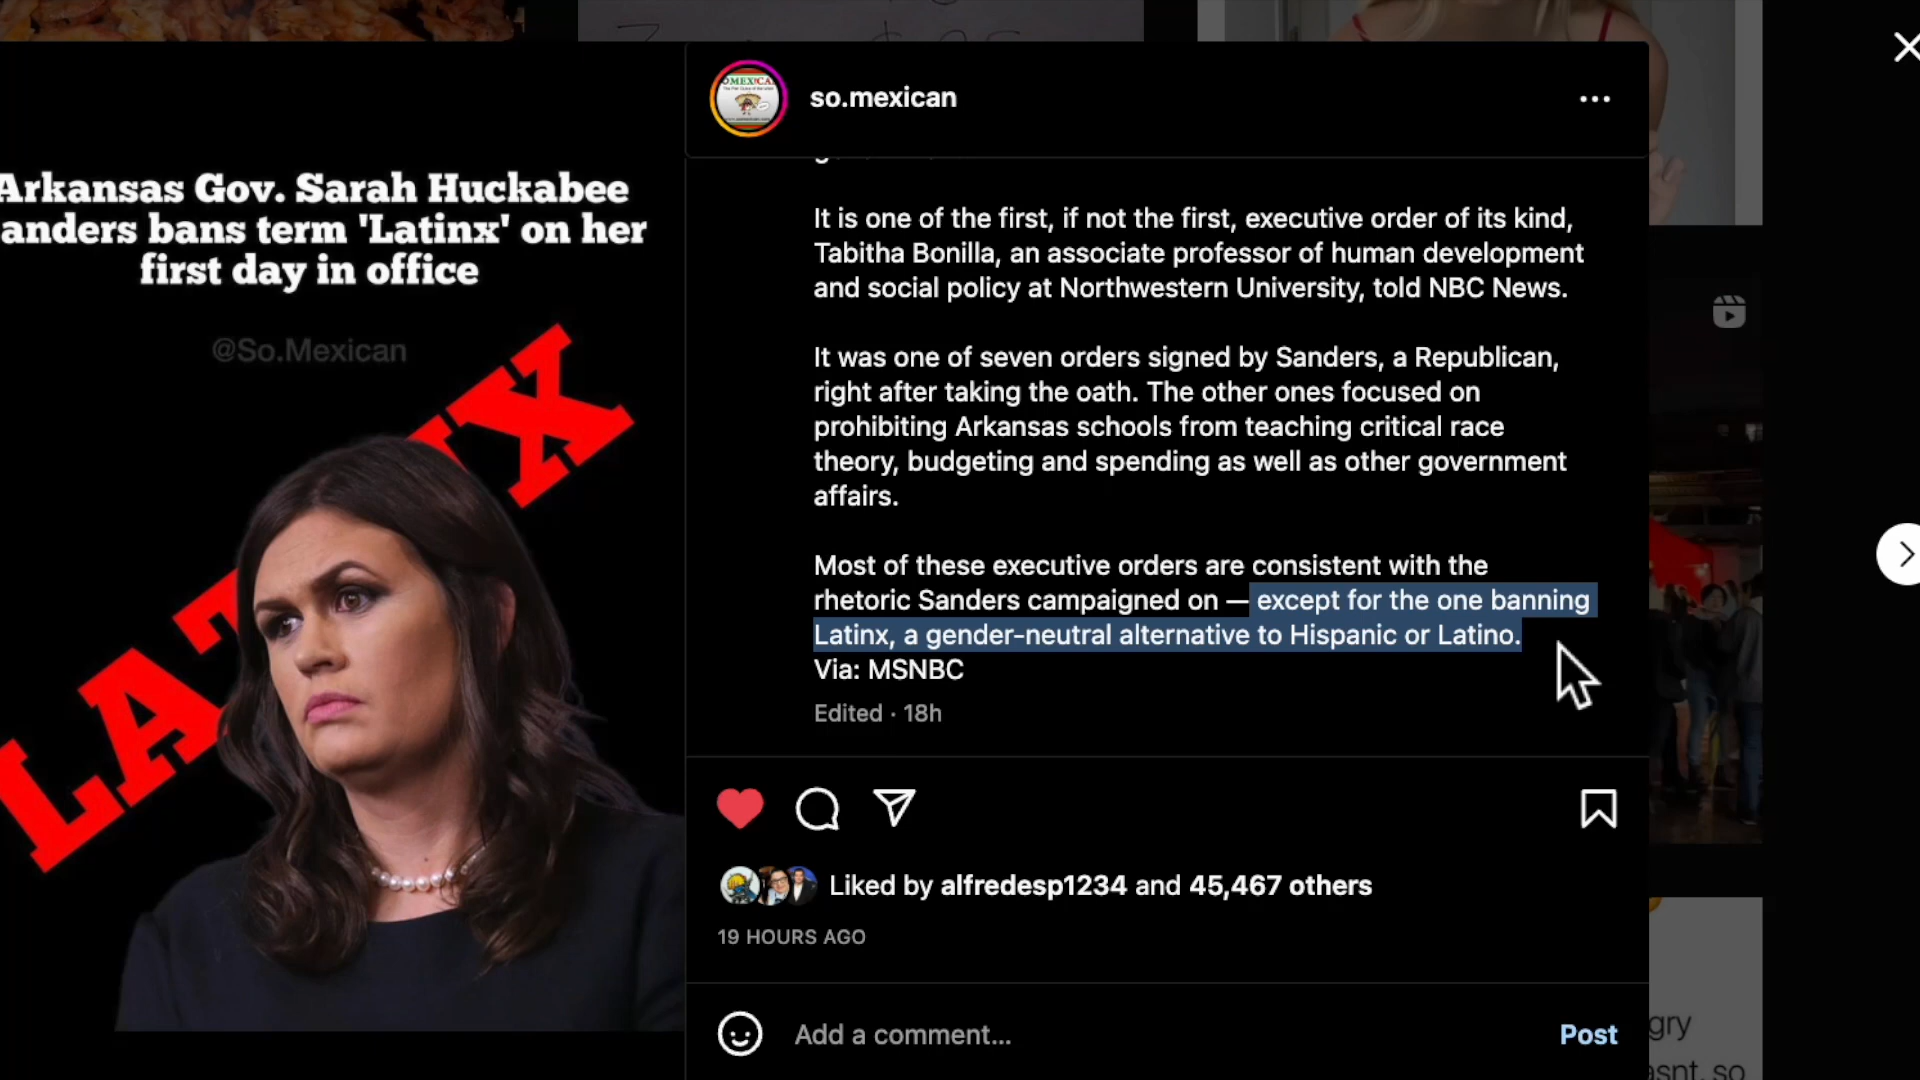 so.mexican
Arkansas Gov. Sarah Huckabee
anders bans term 'Latinx' on her
first day in office
@So.Mexican
LAT X
It is one of the first, if not the first, executive order of its kind,
Tabitha Bonilla, an associate professor of human development
and social policy at Northwestern University, told NBC News.
It was one of seven orders signed by Sanders, a Republican,
right after taking the oath. The other ones focused on
prohibiting Arkansas schools from teaching critical race
theory, budgeting and spending as well as other government
affairs.
Most of these executive orders are consistent with the
rhetoric Sanders campaigned on — except for the one banning
Latinx, a gender-neutral alternative to Hispanic or Latino.
Via: MSNBC
Edited · 18h
Liked by alfredesp1234 and 45,467 others
19 HOURS AGO
Add a comment...
Post
gry
asnt, so